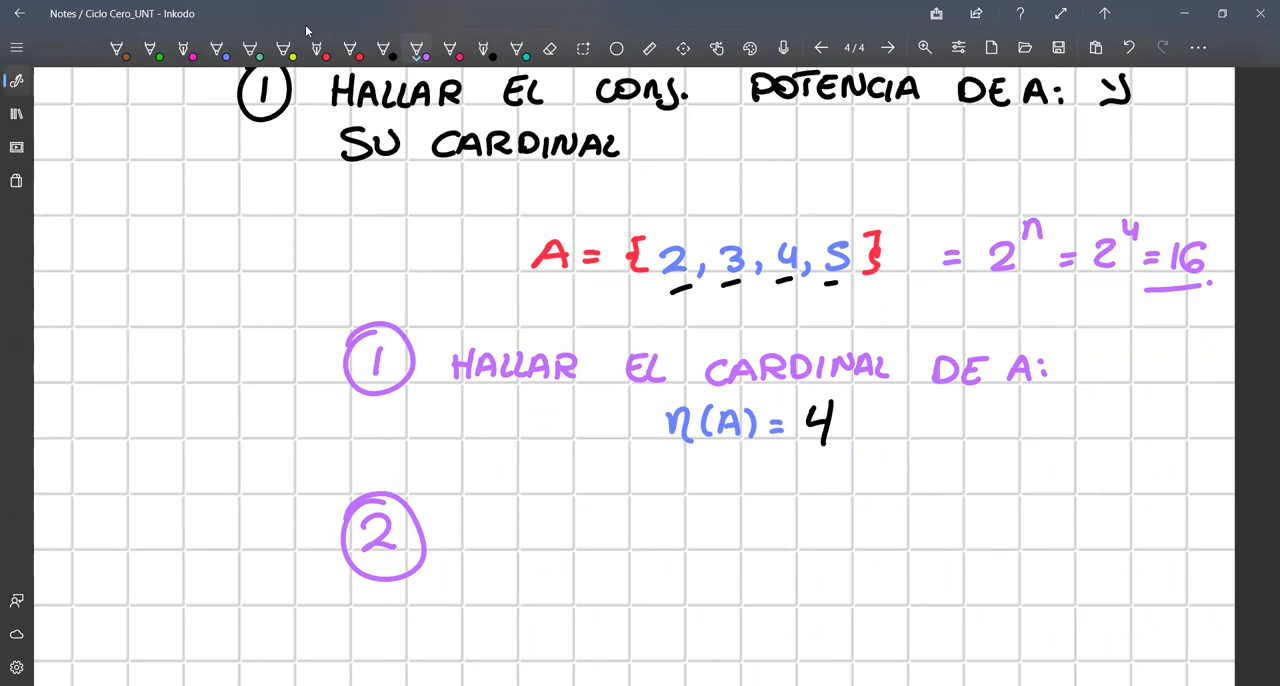 Notes / Ciclo Cero_UNT - Inkodo
4/4
① HALLAR EL CONJ. POTENCIA DE A: Y
SU CARDINAL
A = {2, 3, 4, 5} = 2ⁿ = 2⁴ = 16
① HALLAR EL CARDINAL DE A:
n(A) = 4
②